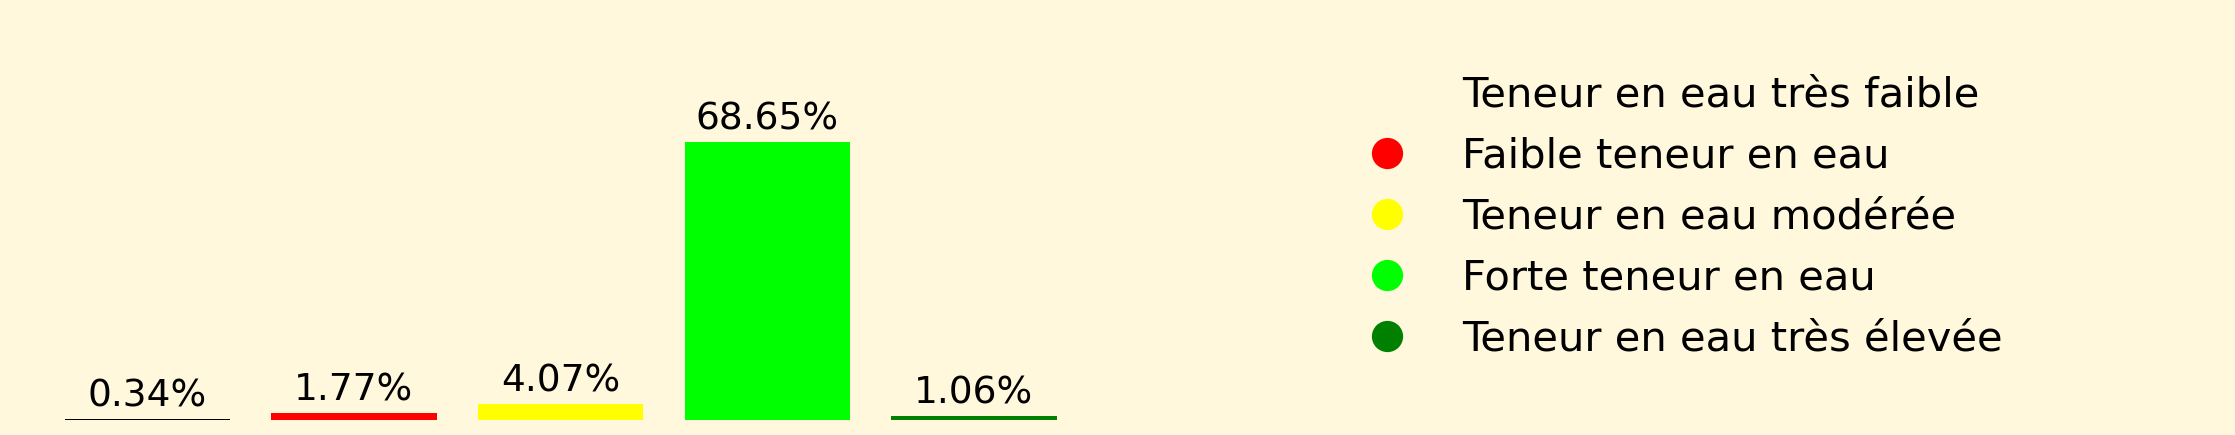 68.65%
0.34%
1.77%
4.07%
1.06%
Teneur en eau très faible
Faible teneur en eau
Teneur en eau modérée
Forte teneur en eau
Teneur en eau très élevée